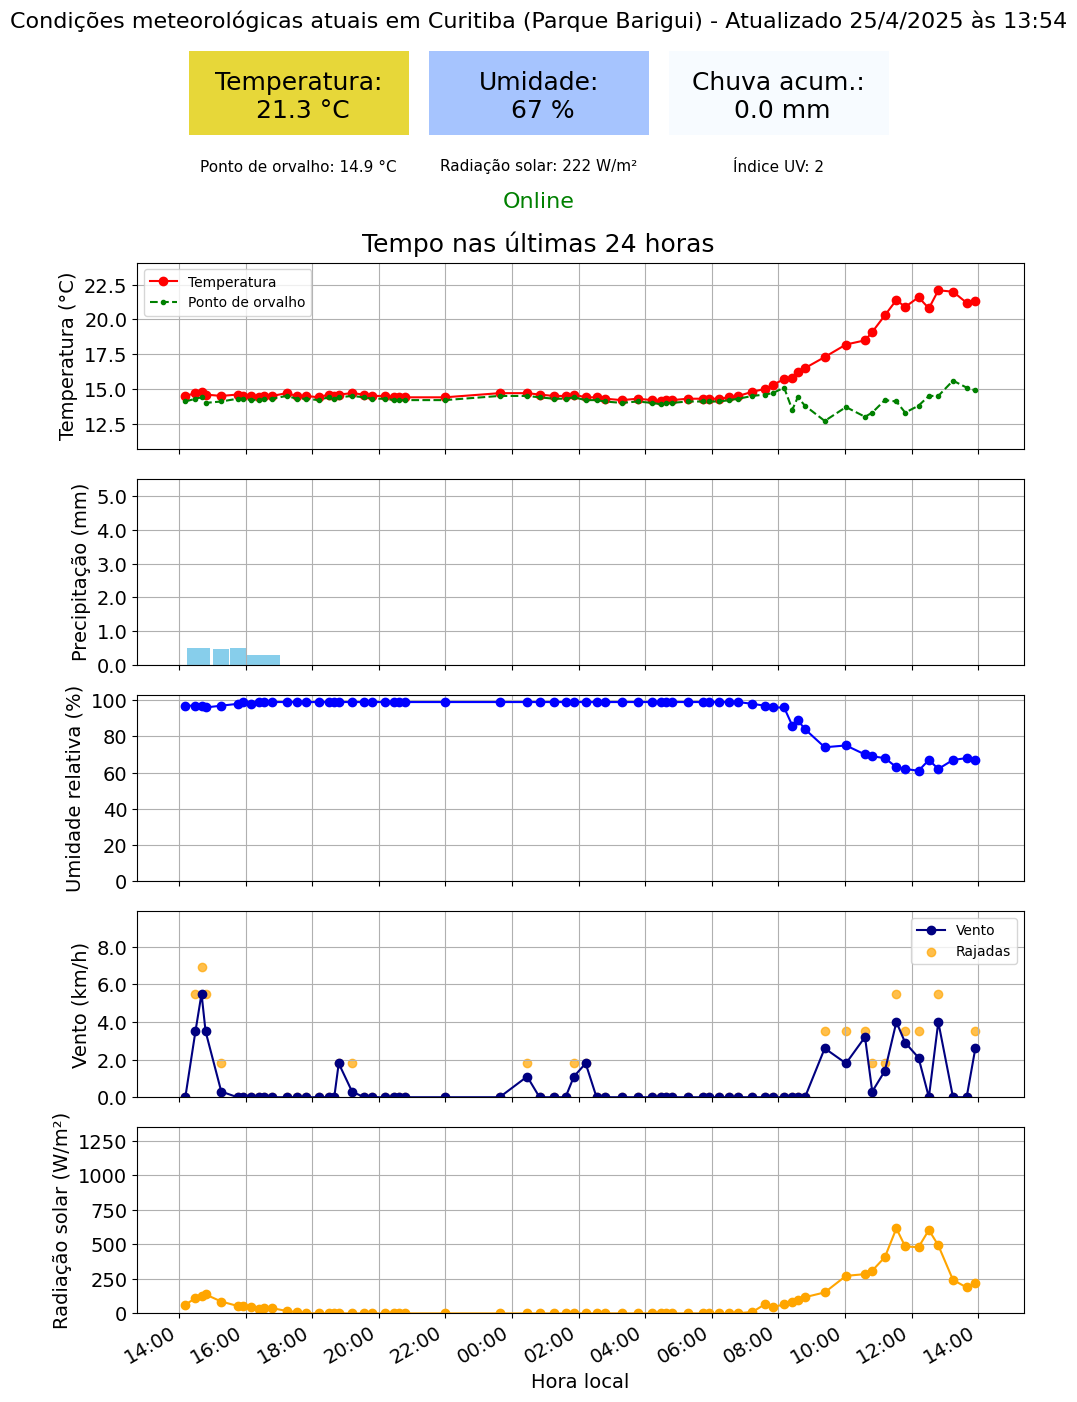 Condições meteorológicas atuais em Curitiba (Parque Barigui) - Atualizado 25/4/2025 às 13:54
Temperatura:
21.3 °C
Umidade:
67 %
Chuva acum.:
0.0 mm
Ponto de orvalho: 14.9 °C
Radiação solar: 222 W/m²
Índice UV: 2
Online
Tempo nas últimas 24 horas
Temperatura (°C)
22.5
20.0
17.5
15.0
12.5
Temperatura
Ponto de orvalho
Precipitação (mm)
5.0
4.0
3.0
2.0
1.0
0.0
Umidade relativa (%)
100
80
60
40
20
0
Vento (km/h)
8.0
6.0
4.0
2.0
0.0
Vento
Rajadas
Radiação solar (W/m²)
1250
1000
750
500
250
0
14:00
16:00
18:00
20:00
22:00
00:00
02:00
04:00
06:00
08:00
10:00
12:00
14:00
Hora local